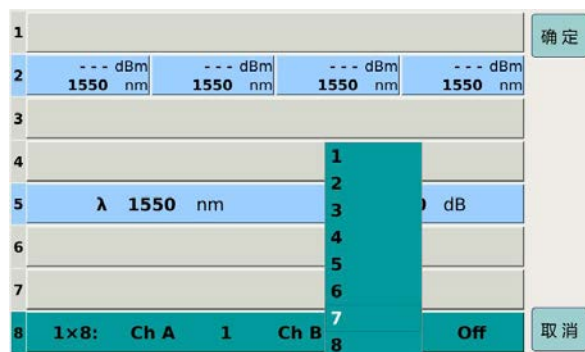 1
确定
2 --- dBm --- dBm --- dBm --- dBm
1550 nm 1550 nm 1550 nm 1550 nm
3
4
5 λ 1550 nm dB
6
7
8 1×8: Ch A 1 Ch B Off
1
2
3
4
5
6
7
8
取消